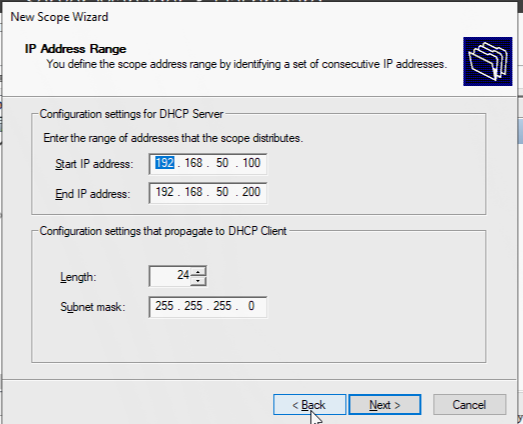 New Scope Wizard
IP Address Range
You define the scope address range by identifying a set of consecutive IP addresses.
Configuration settings for DHCP Server
Enter the range of addresses that the scope distributes.
Start IP address: 192 . 168 . 50 . 100
End IP address: 192 . 168 . 50 . 200
Configuration settings that propagate to DHCP Client
Length: 24
Subnet mask: 255 . 255 . 255 . 0
< Back Next > Cancel